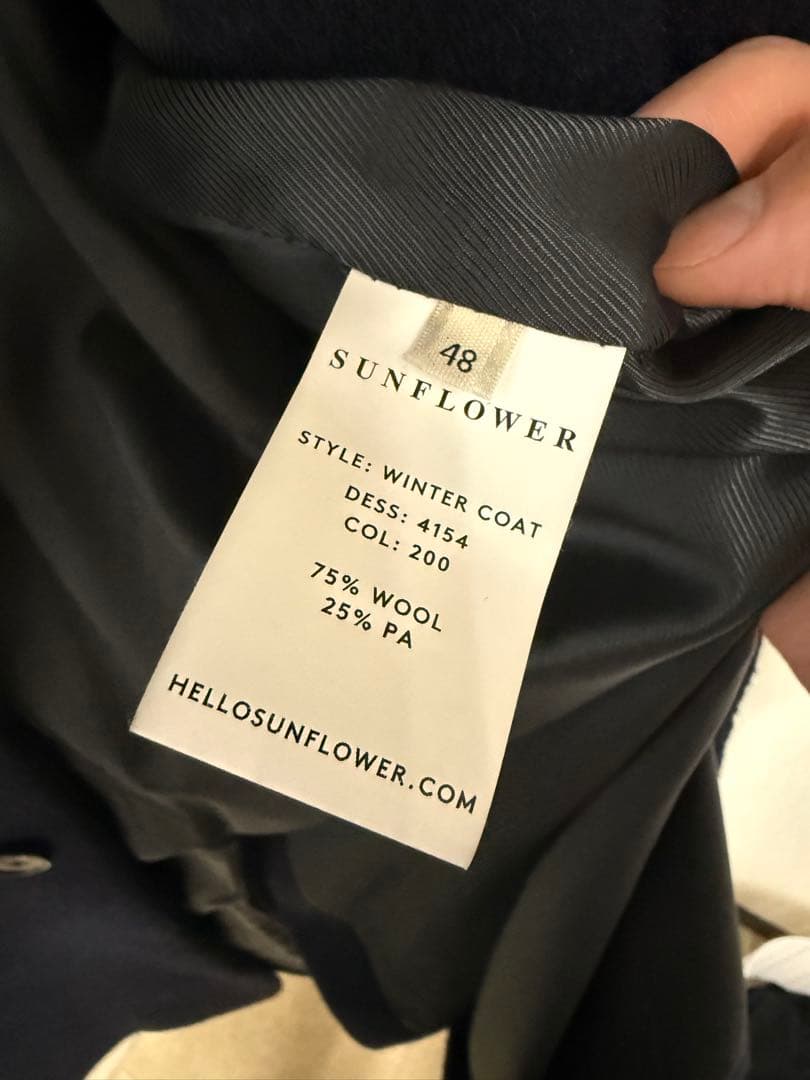 48
SUNFLOWER
STYLE: WINTER COAT
DESS: 4154
COL: 200
75% WOOL
25% PA
HELLOSUNFLOWER.COM